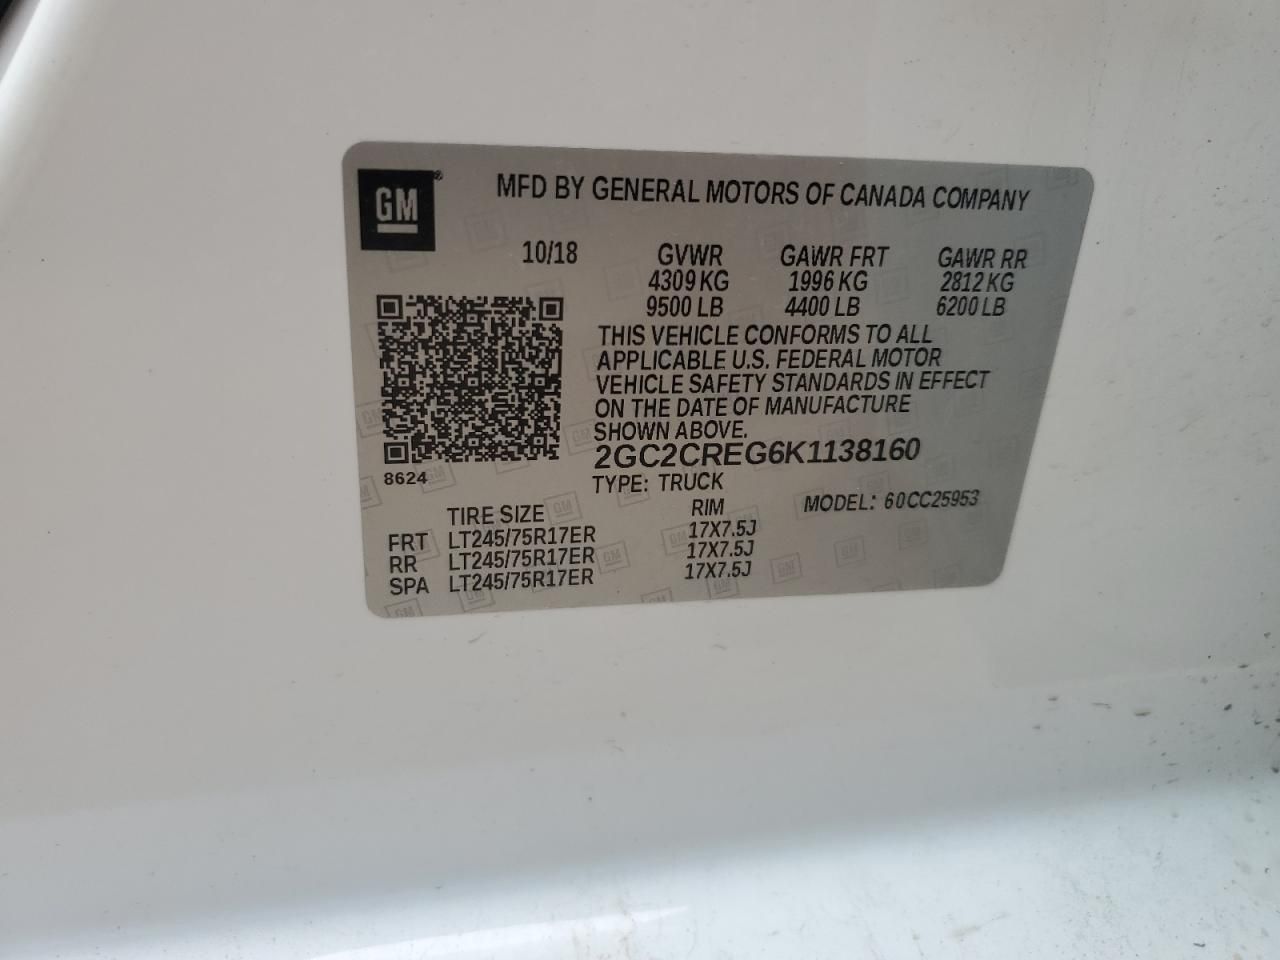 GM
MFD BY GENERAL MOTORS OF CANADA COMPANY
10/18 GVWR GAWR FRT GAWR RR
4309 KG 1996 KG 2812 KG
9500 LB 4400 LB 6200 LB
THIS VEHICLE CONFORMS TO ALL
APPLICABLE U.S. FEDERAL MOTOR
VEHICLE SAFETY STANDARDS IN EFFECT
ON THE DATE OF MANUFACTURE
SHOWN ABOVE.
2GC2CREG6K1138160
8624
TYPE: TRUCK
MODEL: 60CC25953
TIRE SIZE RIM
FRT LT245/75R17ER 17X7.5J
RR LT245/75R17ER 17X7.5J
SPA LT245/75R17ER 17X7.5J